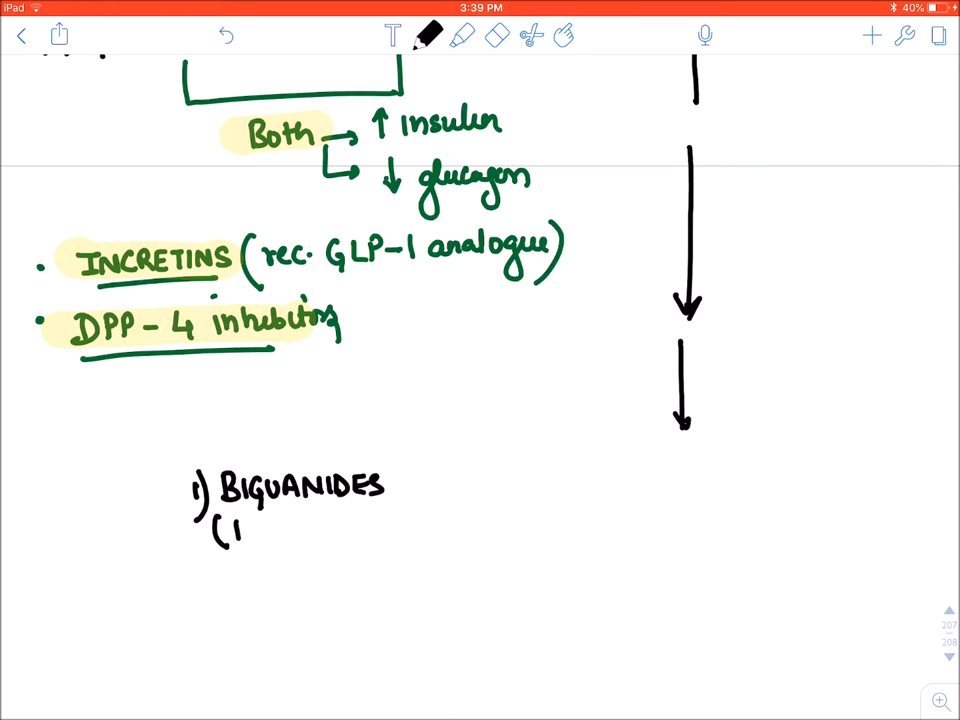 iPad 3:39 PM 40%
T
Both → ↑ insulin
↓ glucagon
• INCRETINS (rec. GLP-1 analogue)
• DPP-4 inhibitors
1) BIGUANIDES
(
207
208